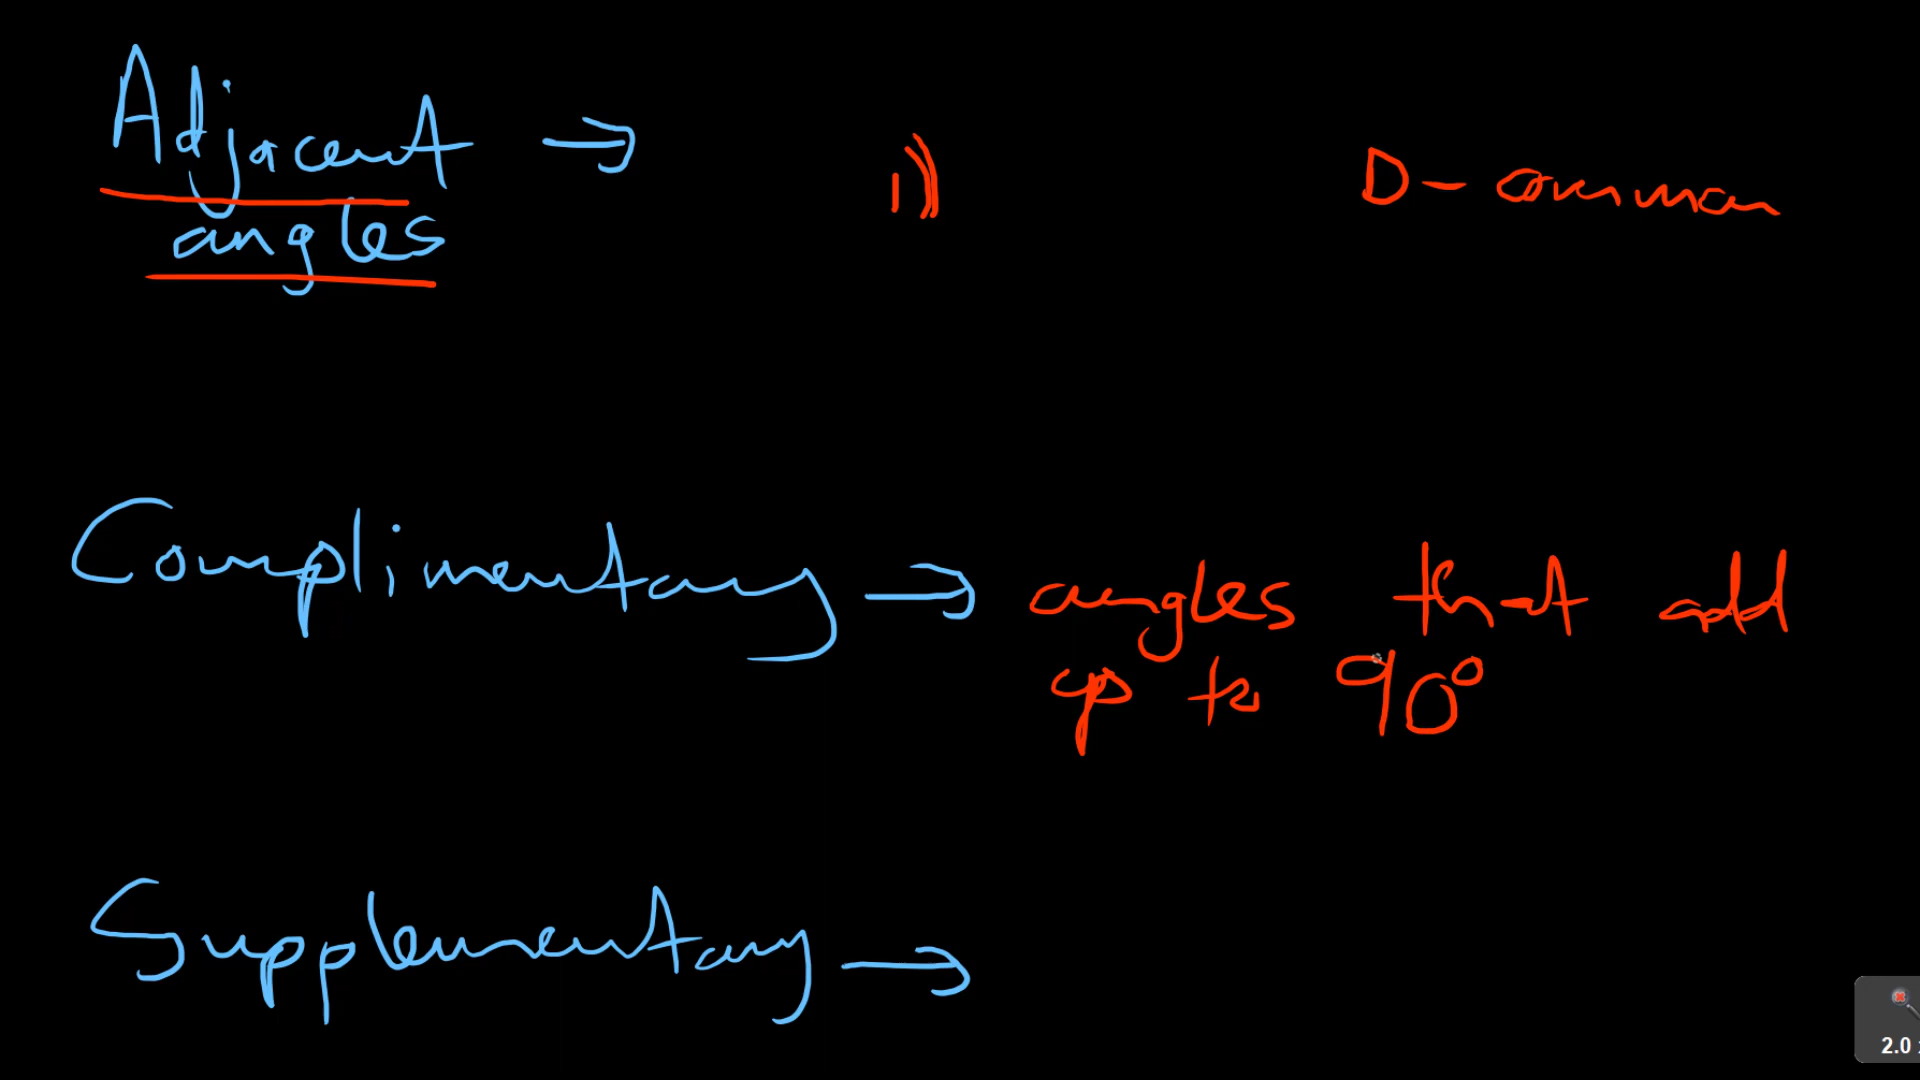 Adjacent →
angles
1))
D - common
Complimentary → angles that add
up to 90°
Supplementary →
2.0